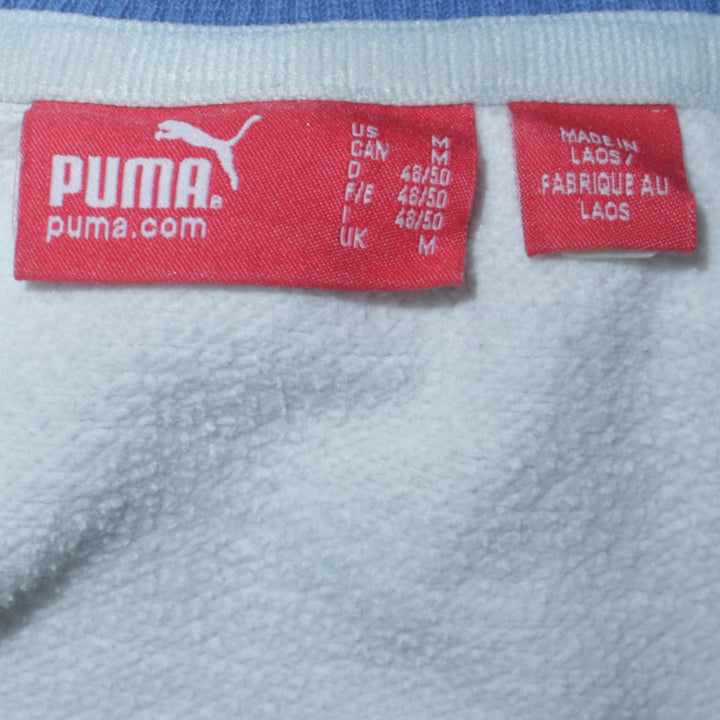 PUMA®
puma.com
US M
CAN M
D 48/50
F/E 48/50
I 48/50
UK M
MADE IN
LAOS /
FABRIQUE AU
LAOS